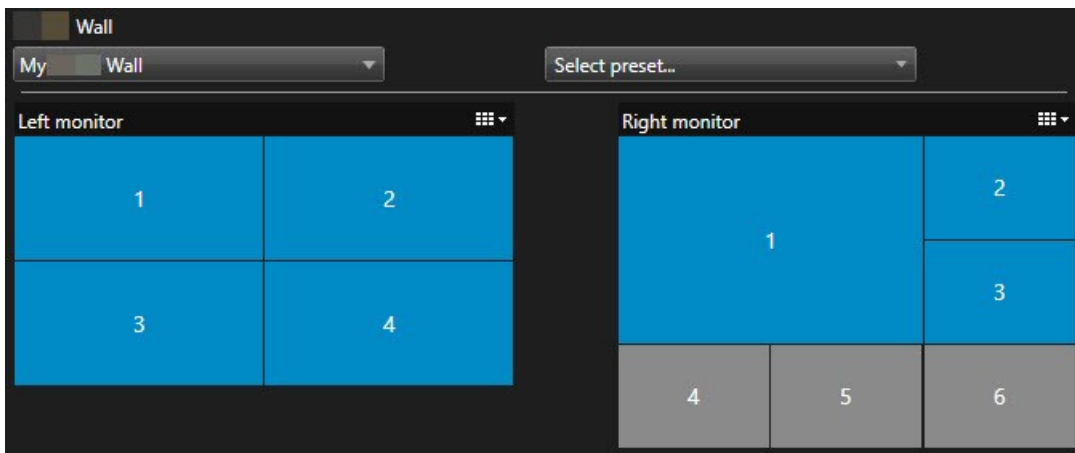 Wall
My Wall
Select preset...
Left monitor
1 2
3 4
Right monitor
1
2
3
4 5 6